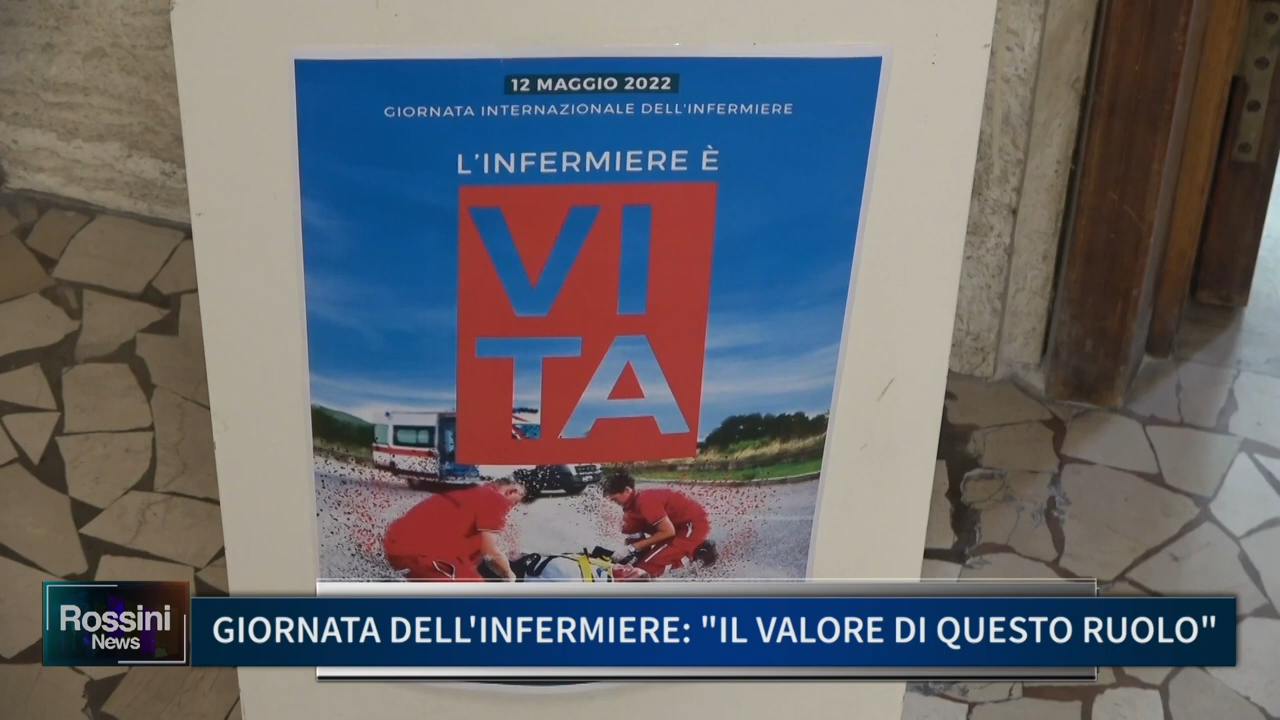 12 MAGGIO 2022
GIORNATA INTERNAZIONALE DELL'INFERMIERE
L'INFERMIERE È
VI
TA
Rossini
News
GIORNATA DELL'INFERMIERE: "IL VALORE DI QUESTO RUOLO"